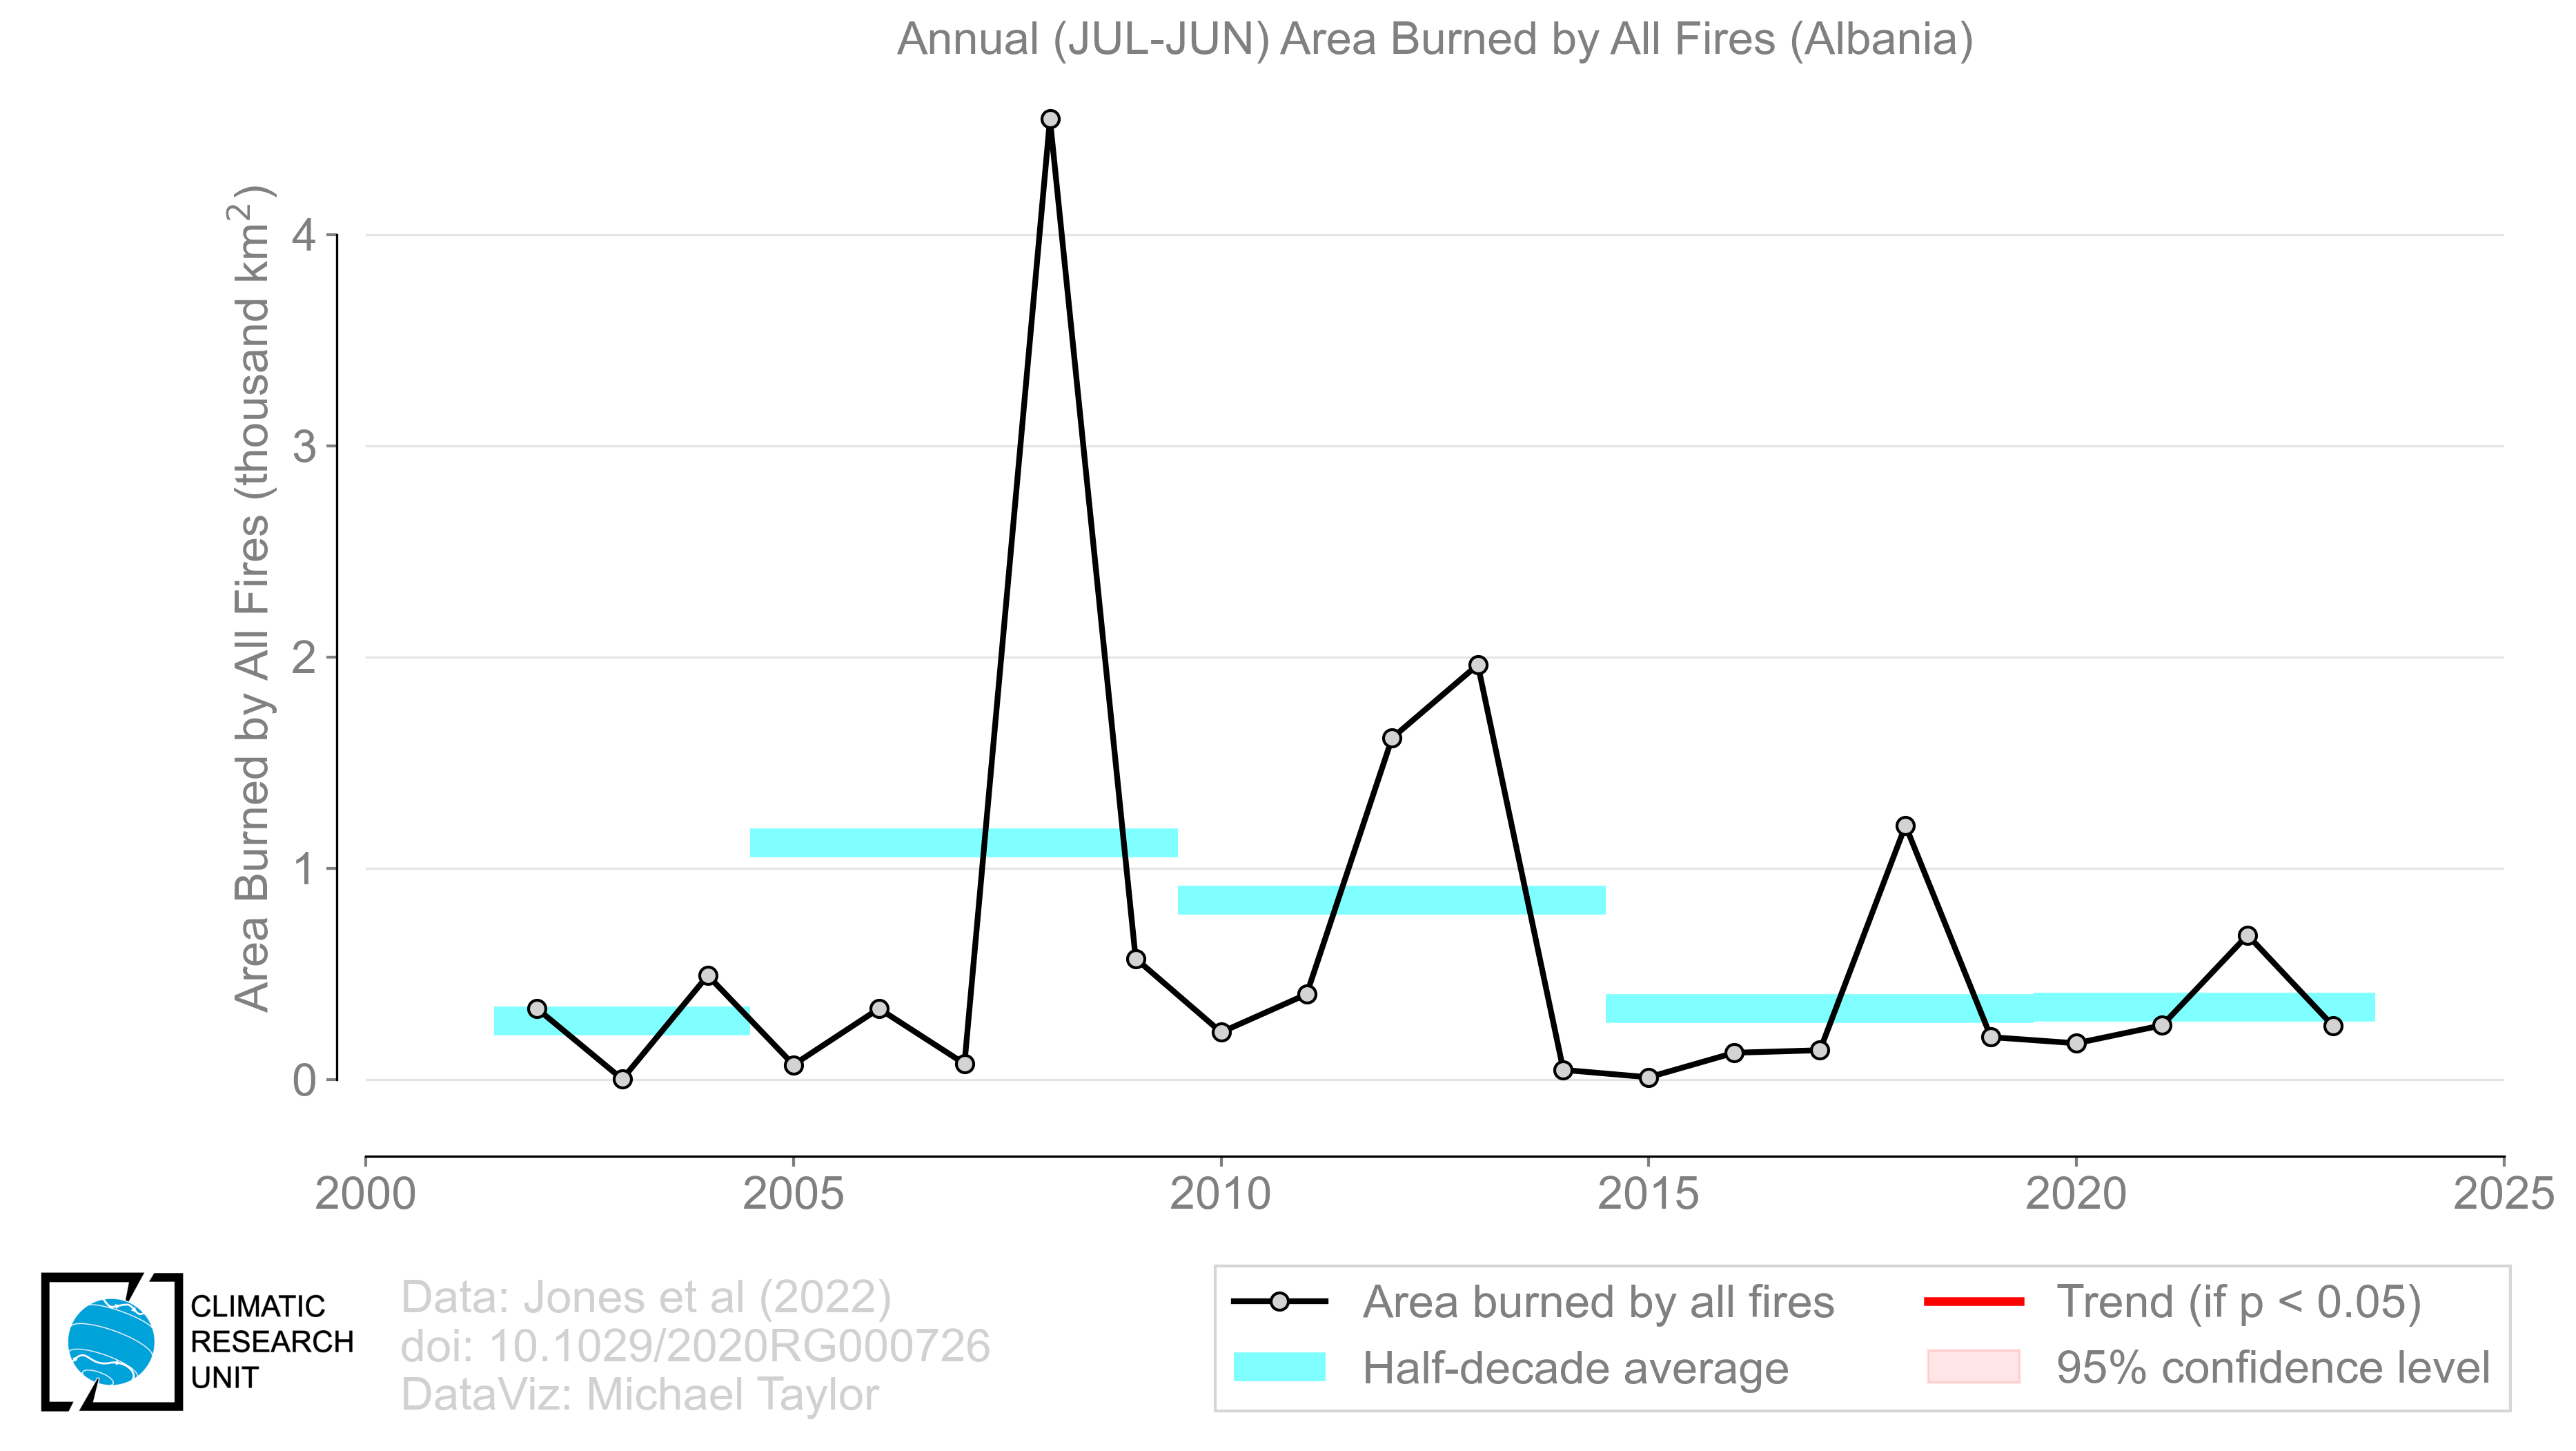 Annual (JUL-JUN) Area Burned by All Fires (Albania)
Area Burned by All Fires (thousand km²)
4
3
2
1
0
2000 2005 2010 2015 2020 2025
CLIMATIC
RESEARCH
UNIT
Data: Jones et al (2022)
doi: 10.1029/2020RG000726
DataViz: Michael Taylor
Area burned by all fires
Half-decade average
Trend (if p < 0.05)
95% confidence level